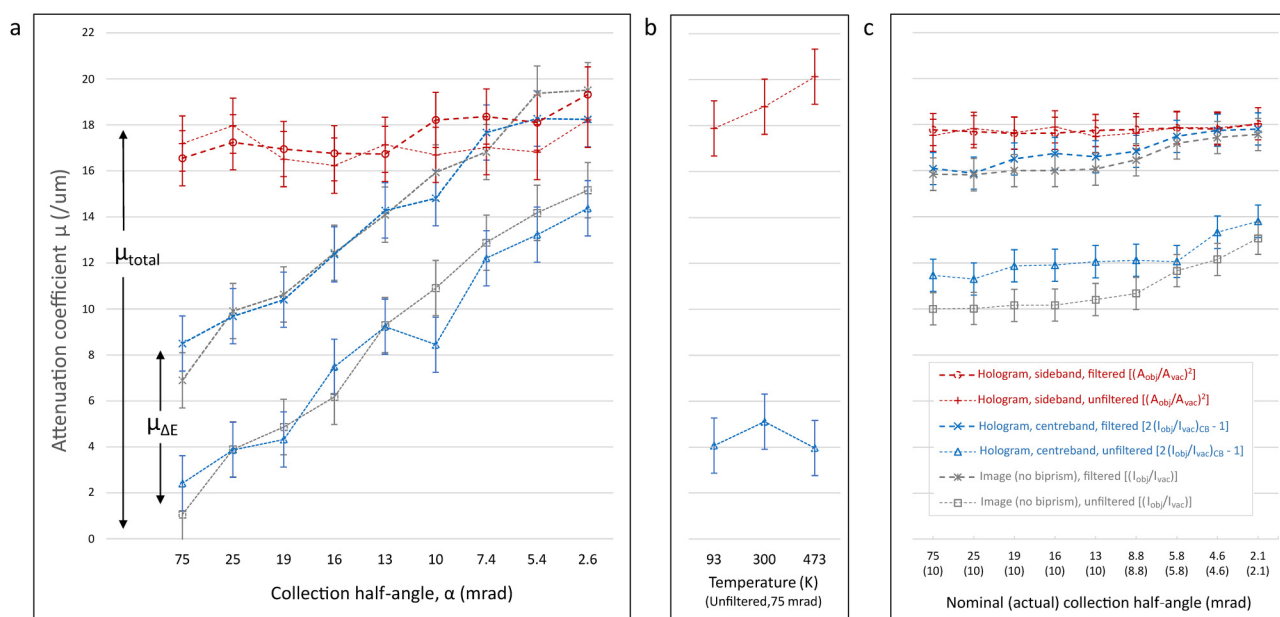 a
b
c
22
20
18
16
14
12
10
8
6
4
2
0
Attenuation coefficient μ (/um)
μtotal
μΔE
75 25 19 16 13 10 7.4 5.4 2.6
Collection half-angle, α (mrad)
93 300 473
Temperature (K)
(Unfiltered,75 mrad)
Hologram, sideband, filtered [(Aobj/Avac)²]
Hologram, sideband, unfiltered [(Aobj/Avac)²]
Hologram, centreband, filtered [2(Iobj/Ivac)CB - 1]
Hologram, centreband, unfiltered [2(Iobj/Ivac)CB - 1]
Image (no biprism), filtered [(Iobj/Ivac)]
Image (no biprism), unfiltered [(Iobj/Ivac)]
75 25 19 16 13 8.8 5.8 4.6 2.1
(10) (10) (10) (10) (10) (8.8) (5.8) (4.6) (2.1)
Nominal (actual) collection half-angle (mrad)